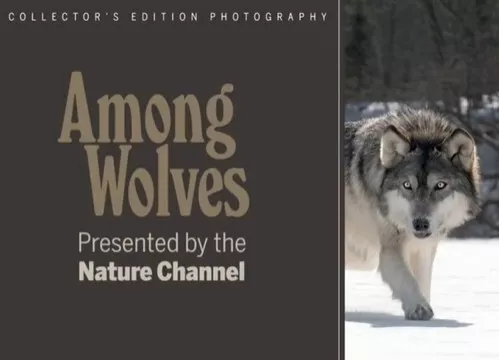 COLLECTOR'S EDITION PHOTOGRAPHY
Among
Wolves
Presented by the
Nature Channel